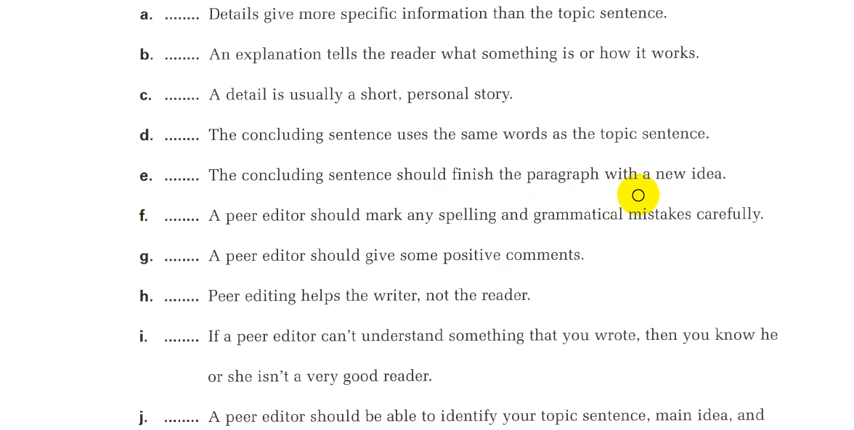 a. ........ Details give more specific information than the topic sentence.
b. ........ An explanation tells the reader what something is or how it works.
c. ........ A detail is usually a short, personal story.
d. ........ The concluding sentence uses the same words as the topic sentence.
e. ........ The concluding sentence should finish the paragraph with a new idea.
f. ........ A peer editor should mark any spelling and grammatical mistakes carefully.
g. ........ A peer editor should give some positive comments.
h. ........ Peer editing helps the writer, not the reader.
i. ........ If a peer editor can't understand something that you wrote, then you know he
or she isn't a very good reader.
j. ........ A peer editor should be able to identify your topic sentence, main idea, and